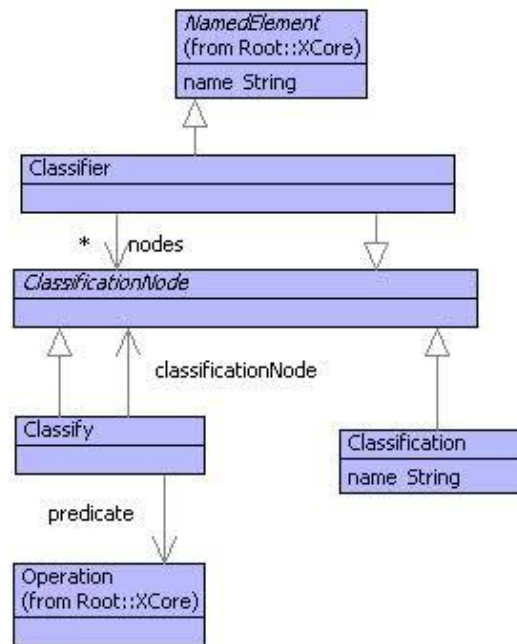 NamedElement
(from Root::XCore)
name String
Classifier
* nodes
ClassificationNode
classificationNode
Classify
Classification
name String
predicate
Operation
(from Root::XCore)